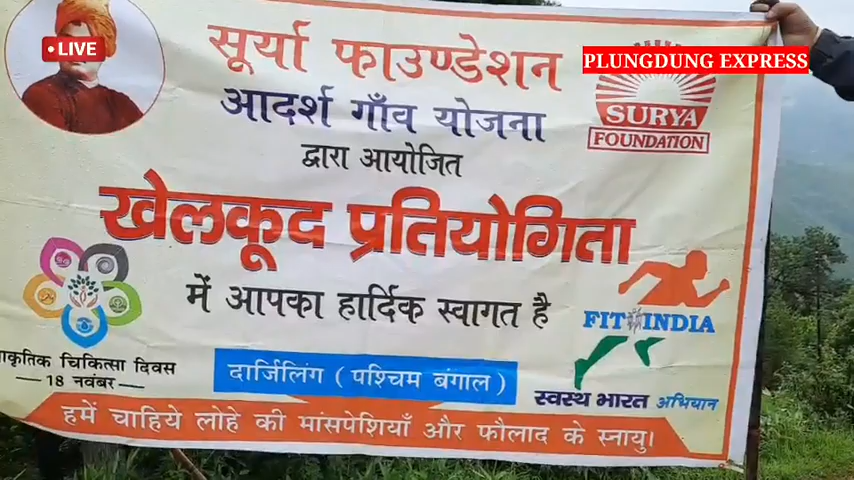 LIVE
PLUNGDUNG EXPRESS
सूर्या फाउण्डेशन
आदर्श गाँव योजना
द्वारा आयोजित
SURYA
FOUNDATION
खेलकूद प्रतियोगिता
में आपका हार्दिक स्वागत है
FIT INDIA
चिकित्सा दिवस
18 नवंबर
दार्जिलिंग ( पश्चिम बंगाल )
स्वस्थ भारत अभियान
हमें चाहिये लोहे की मांसपेशियाँ और फौलाद के स्नायु।